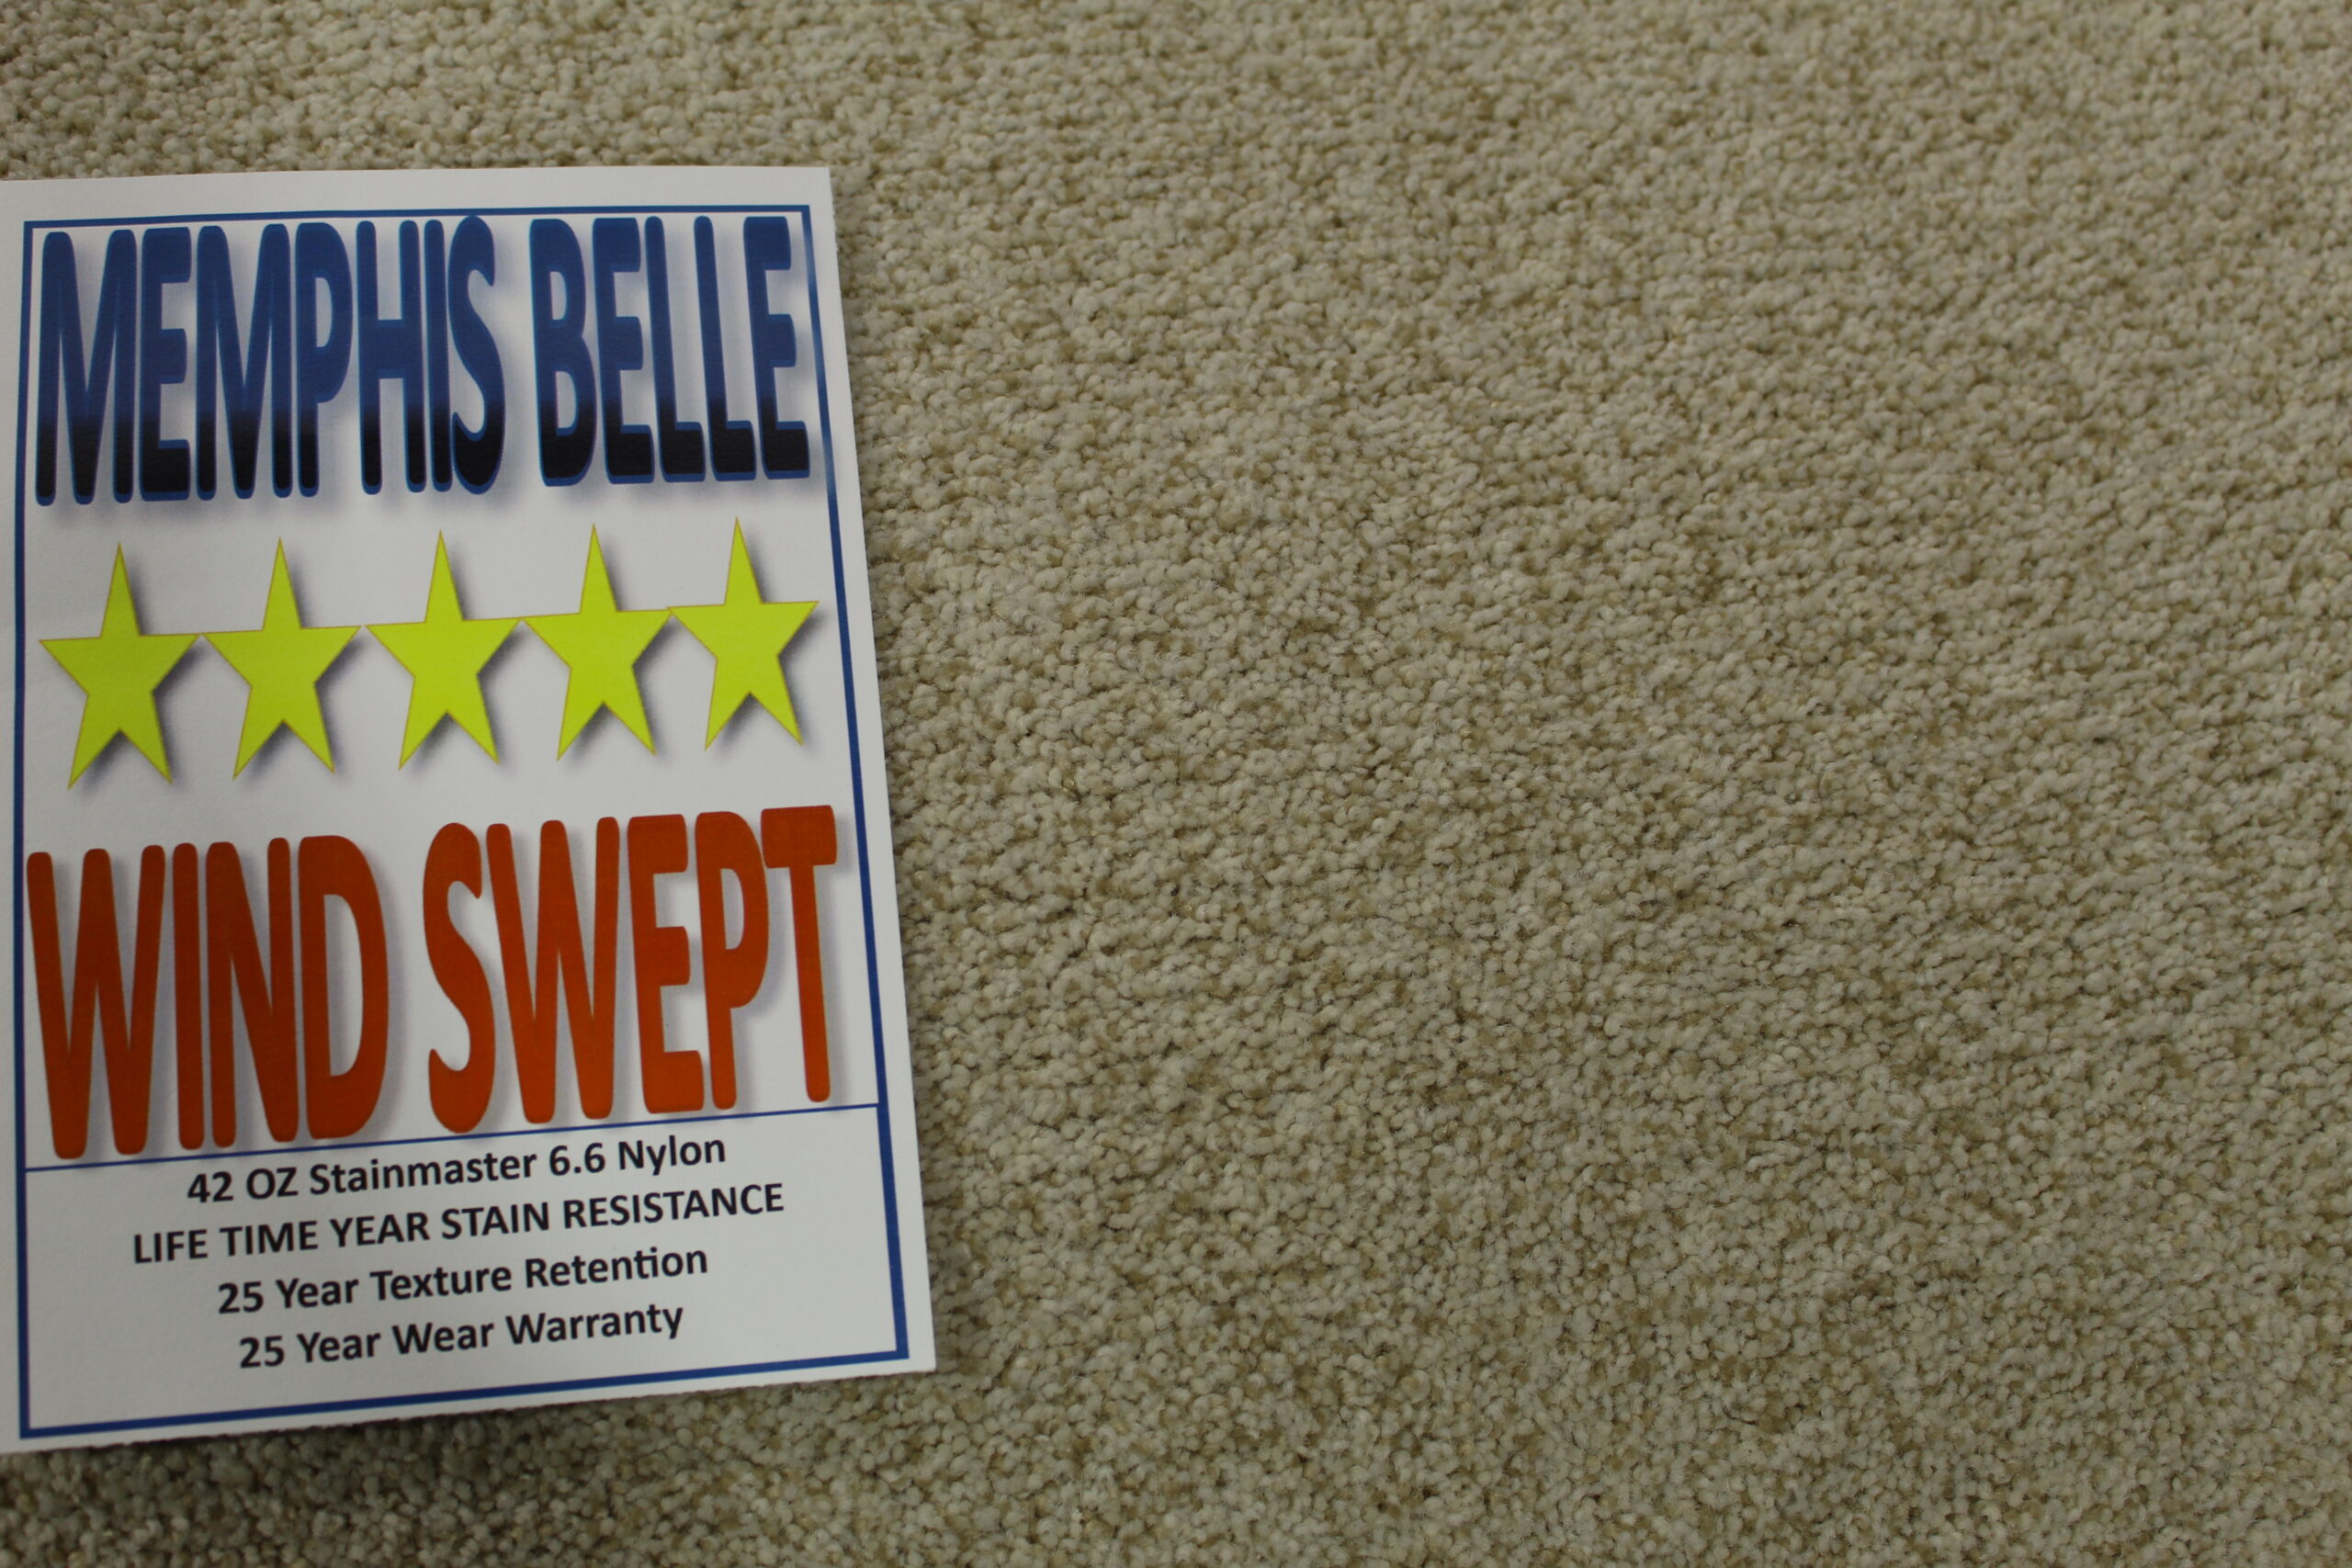 MEMPHIS BELLE
WIND SWEPT
42 OZ Stainmaster 6.6 Nylon
LIFE TIME YEAR STAIN RESISTANCE
25 Year Texture Retention
25 Year Wear Warranty